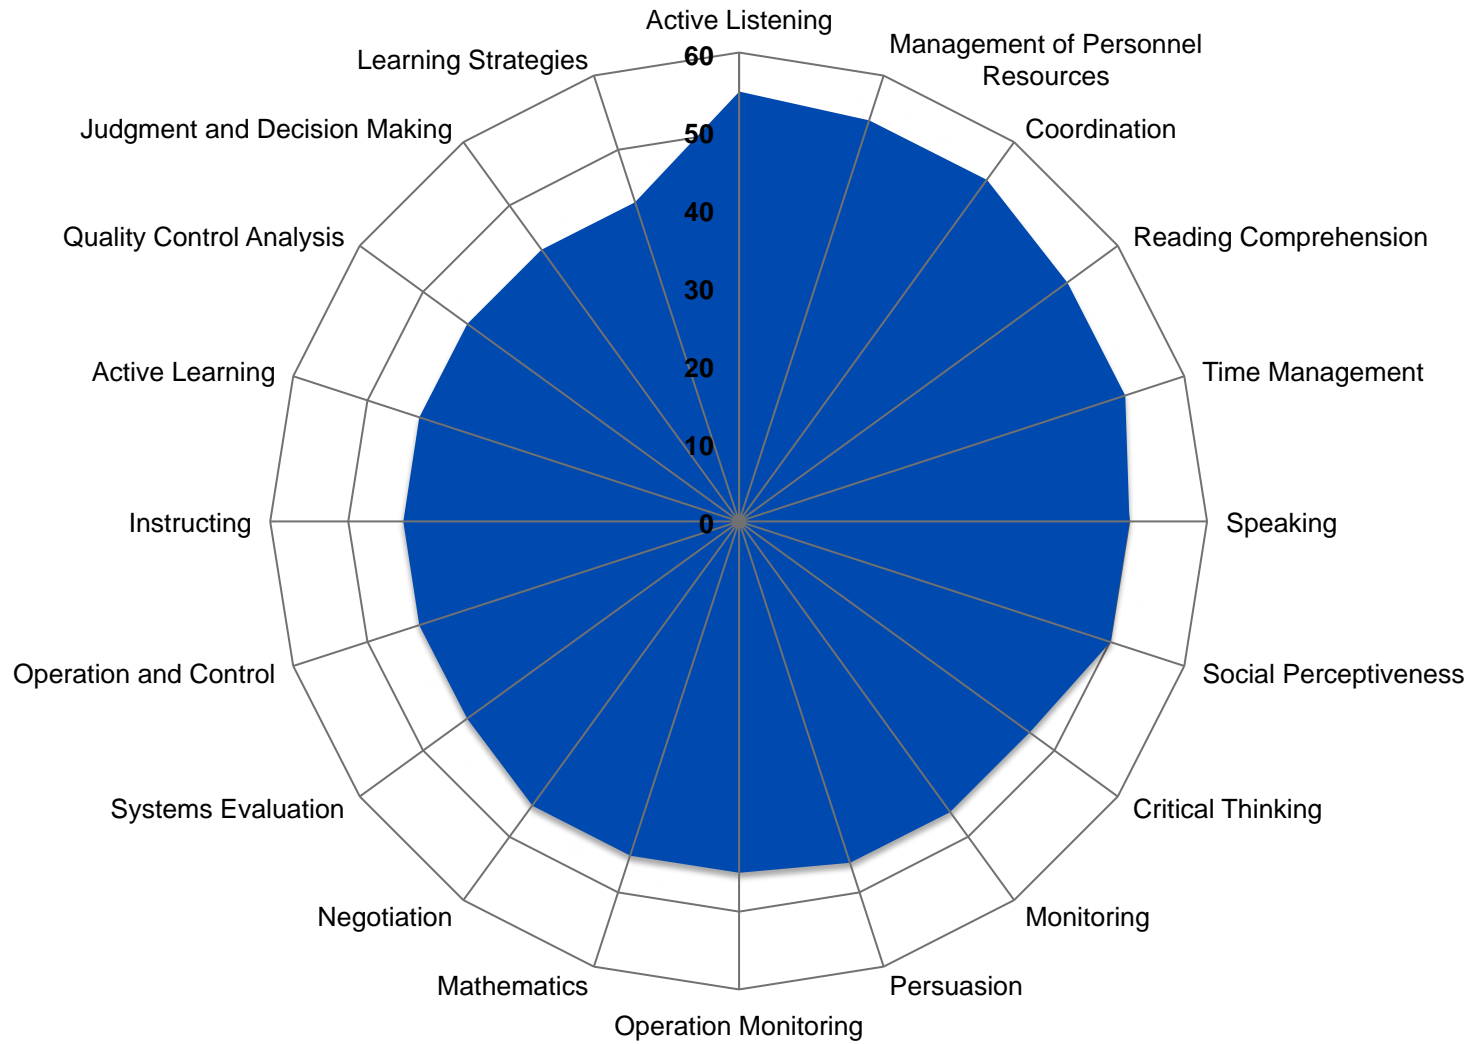 Active Listening
Management of Personnel
Resources
Coordination
Reading Comprehension
Time Management
Speaking
Social Perceptiveness
Critical Thinking
Monitoring
Persuasion
Operation Monitoring
Mathematics
Negotiation
Systems Evaluation
Operation and Control
Instructing
Active Learning
Quality Control Analysis
Judgment and Decision Making
Learning Strategies
60
50
40
30
20
10
0